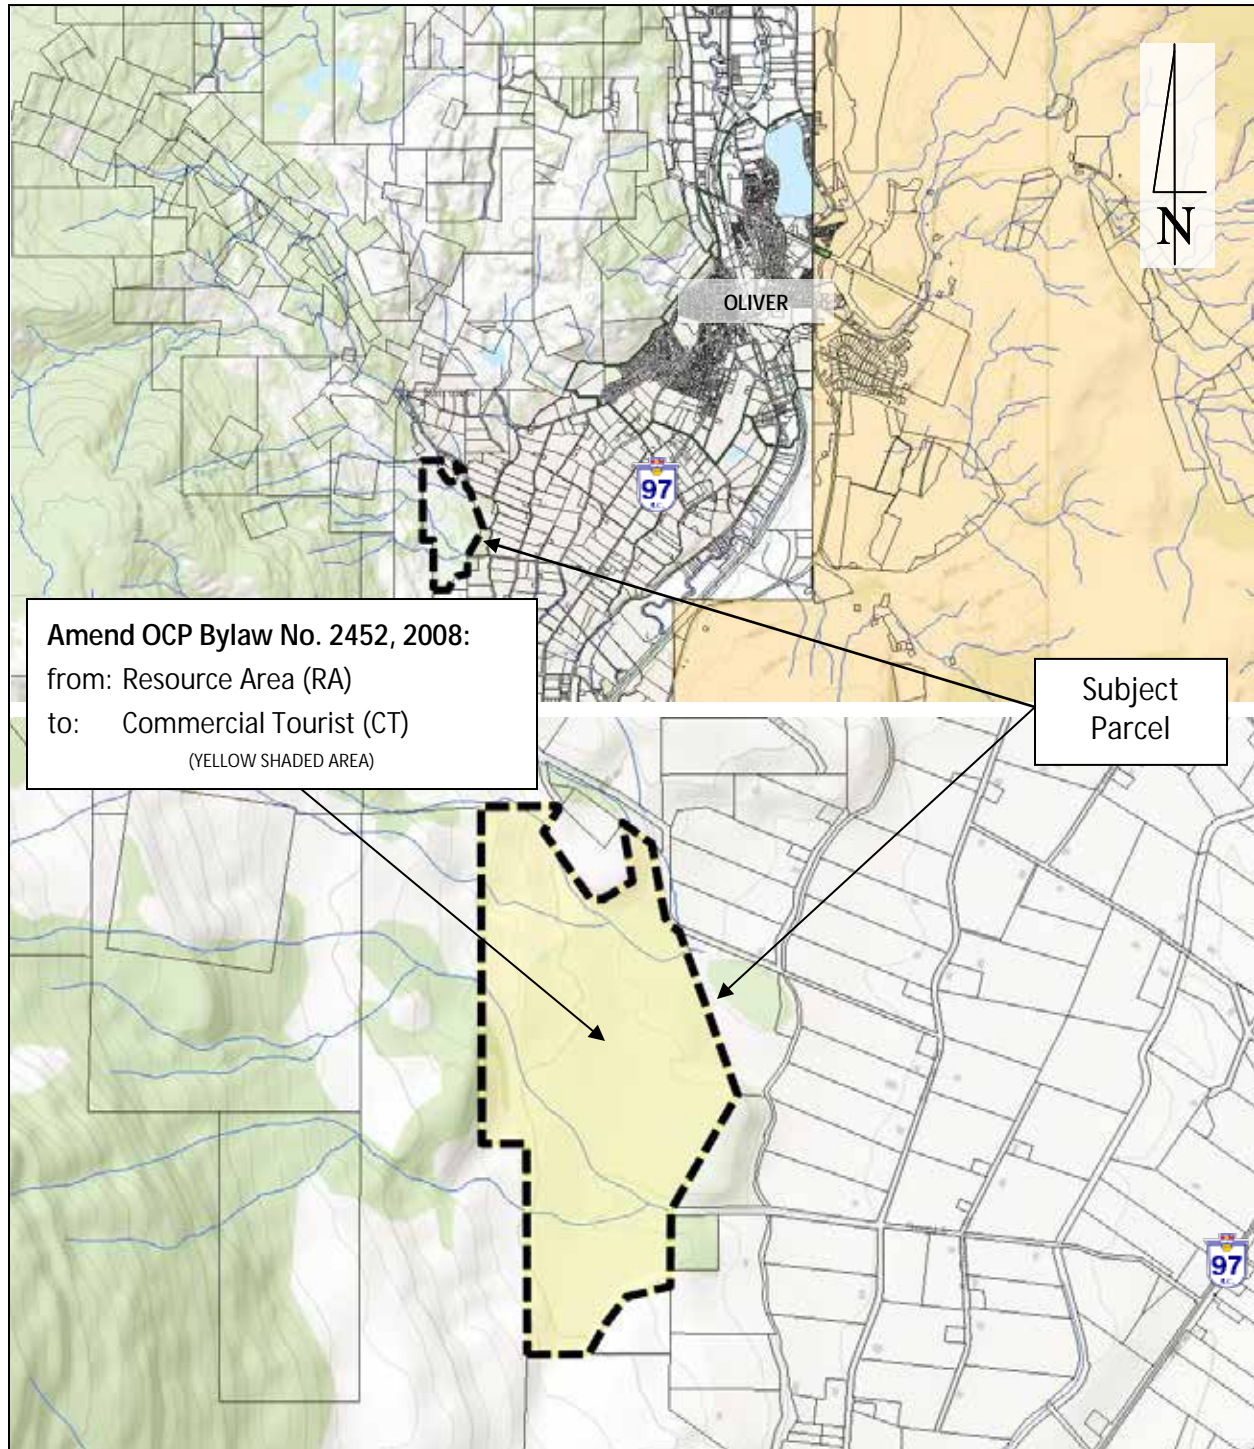 N
OLIVER
97
B.C.
Amend OCP Bylaw No. 2452, 2008:
from: Resource Area (RA)
to: Commercial Tourist (CT)
(YELLOW SHADED AREA)
Subject
Parcel
97
B.C.